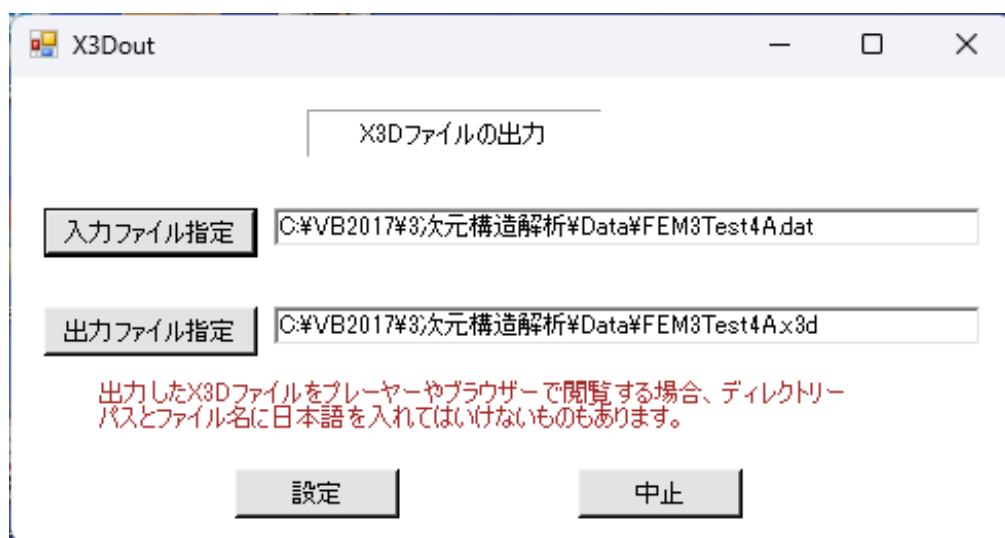 X3Dout
X3Dファイルの出力
入力ファイル指定
C:¥VB2017¥3次元構造解析¥Data¥FEM3Test4A.dat
出力ファイル指定
C:¥VB2017¥3次元構造解析¥Data¥FEM3Test4A.x3d
出力したX3Dファイルをプレーヤーやブラウザーで閲覧する場合、ディレクトリー
パスとファイル名に日本語を入れてはいけないものもあります。
設定
中止